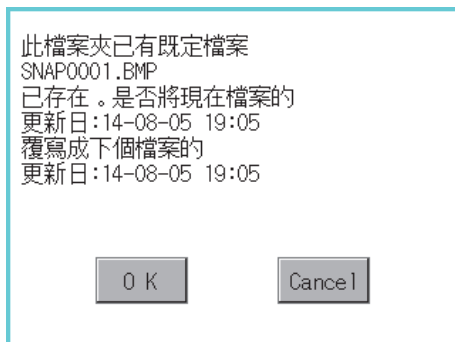 此檔案夾已有既定檔案
SNAP0001.BMP
已存在。是否將現在檔案的
更新日:14-08-05 19:05
覆寫成下個檔案的
更新日:14-08-05 19:05
OK
Cancel